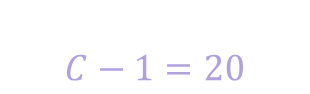 C − 1 = 20